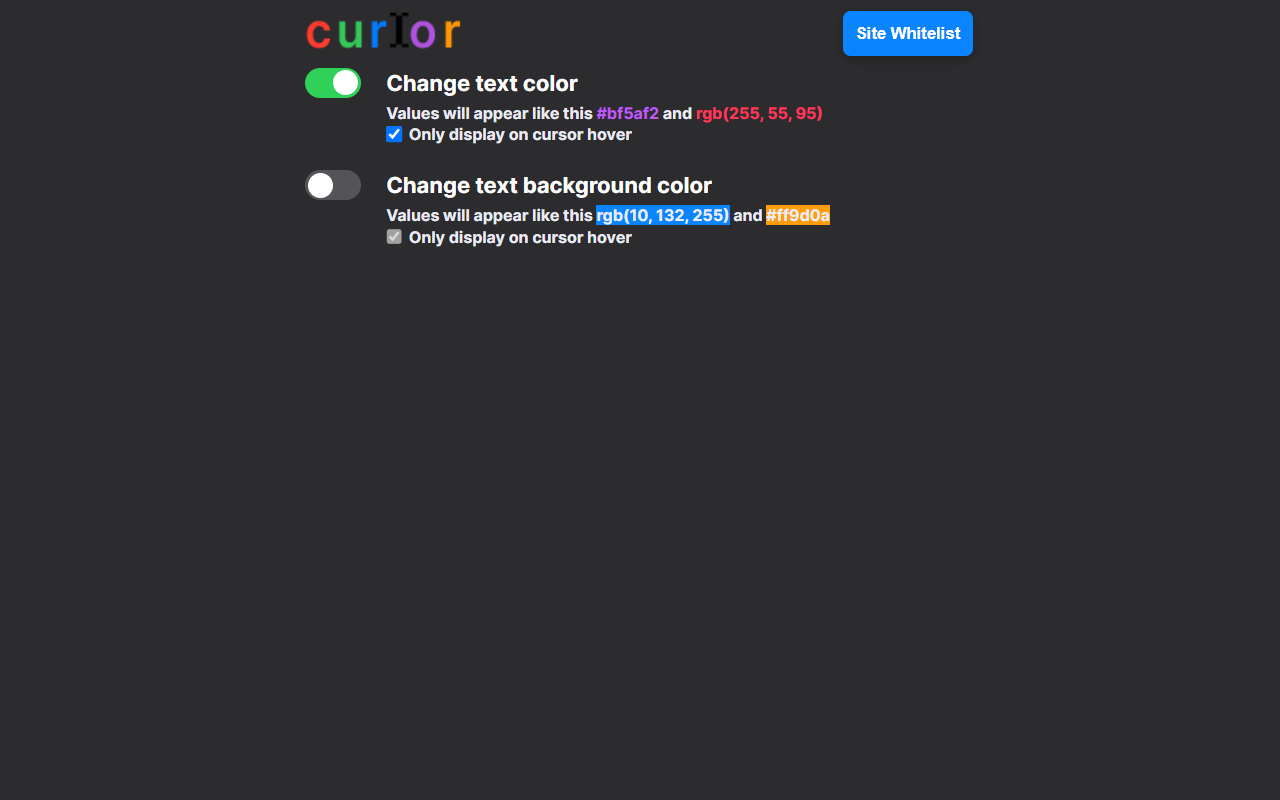 curIor
Site Whitelist
Change text color
Values will appear like this #bf5af2 and rgb(255, 55, 95)
Only display on cursor hover
Change text background color
Values will appear like this rgb(10, 132, 255) and #ff9d0a
Only display on cursor hover